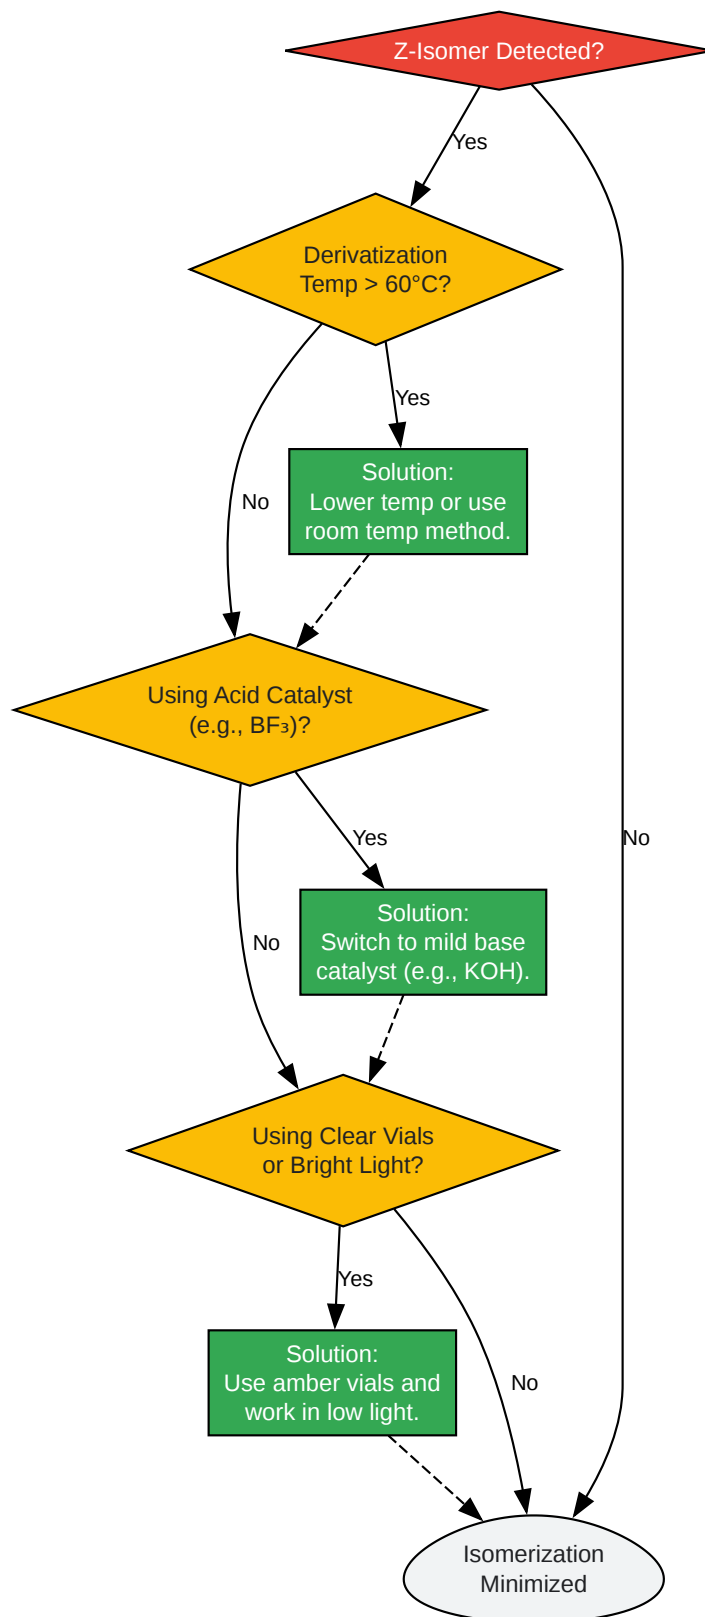 Z-Isomer Detected?
Yes
Derivatization
Temp > 60°C?
Yes
Solution:
Lower temp or use
room temp method.
No
Using Acid Catalyst
(e.g., BF₃)?
Yes
No
Solution:
Switch to mild base
catalyst (e.g., KOH).
No
Using Clear Vials
or Bright Light?
Yes
Solution:
Use amber vials and
work in low light.
No
Isomerization
Minimized